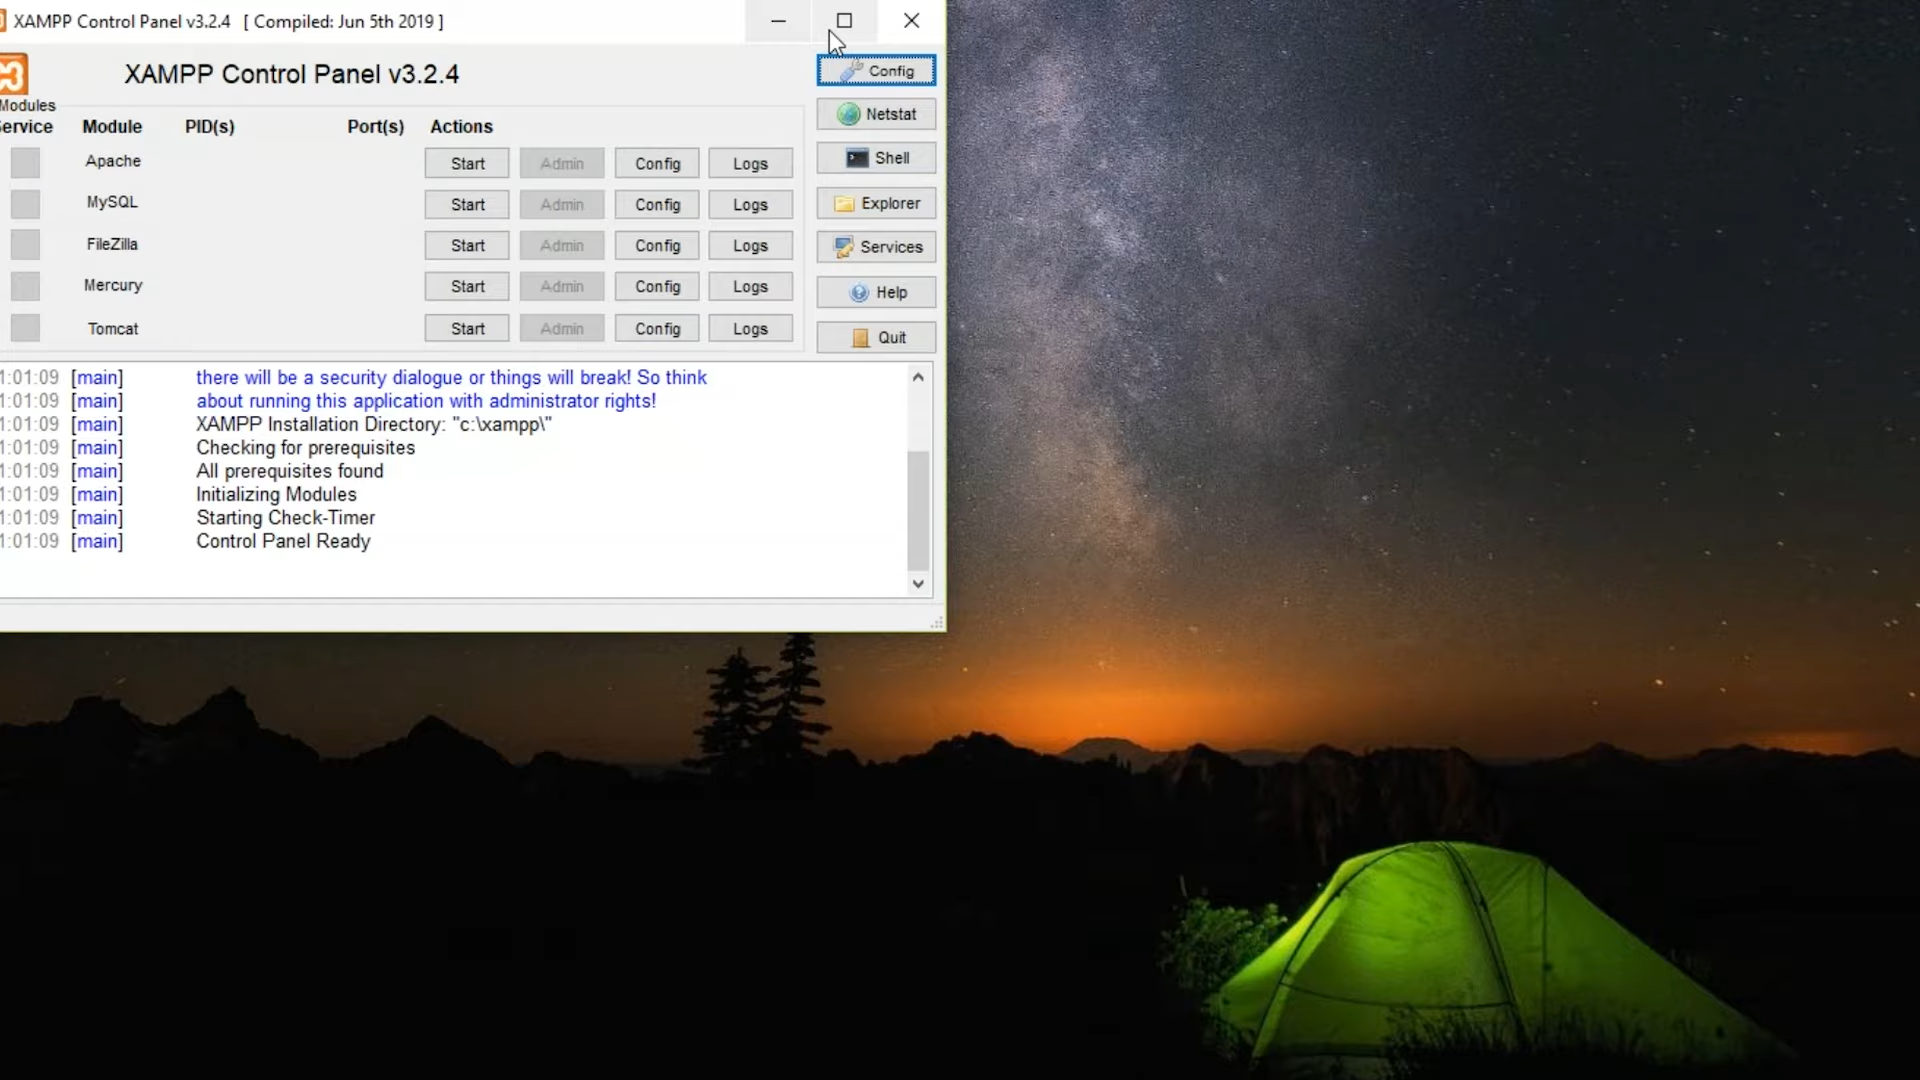 XAMPP Control Panel v3.2.4 [ Compiled: Jun 5th 2019 ]
XAMPP Control Panel v3.2.4
Config
Modules
ervice Module PID(s) Port(s) Actions
Netstat
Apache Start Admin Config Logs
Shell
MySQL Start Admin Config Logs
Explorer
FileZilla Start Admin Config Logs
Services
Mercury Start Admin Config Logs
Help
Tomcat Start Admin Config Logs
Quit
1:01:09 [main] there will be a security dialogue or things will break! So think
1:01:09 [main] about running this application with administrator rights!
1:01:09 [main] XAMPP Installation Directory: "c:\xampp\"
1:01:09 [main] Checking for prerequisites
1:01:09 [main] All prerequisites found
1:01:09 [main] Initializing Modules
1:01:09 [main] Starting Check-Timer
1:01:09 [main] Control Panel Ready